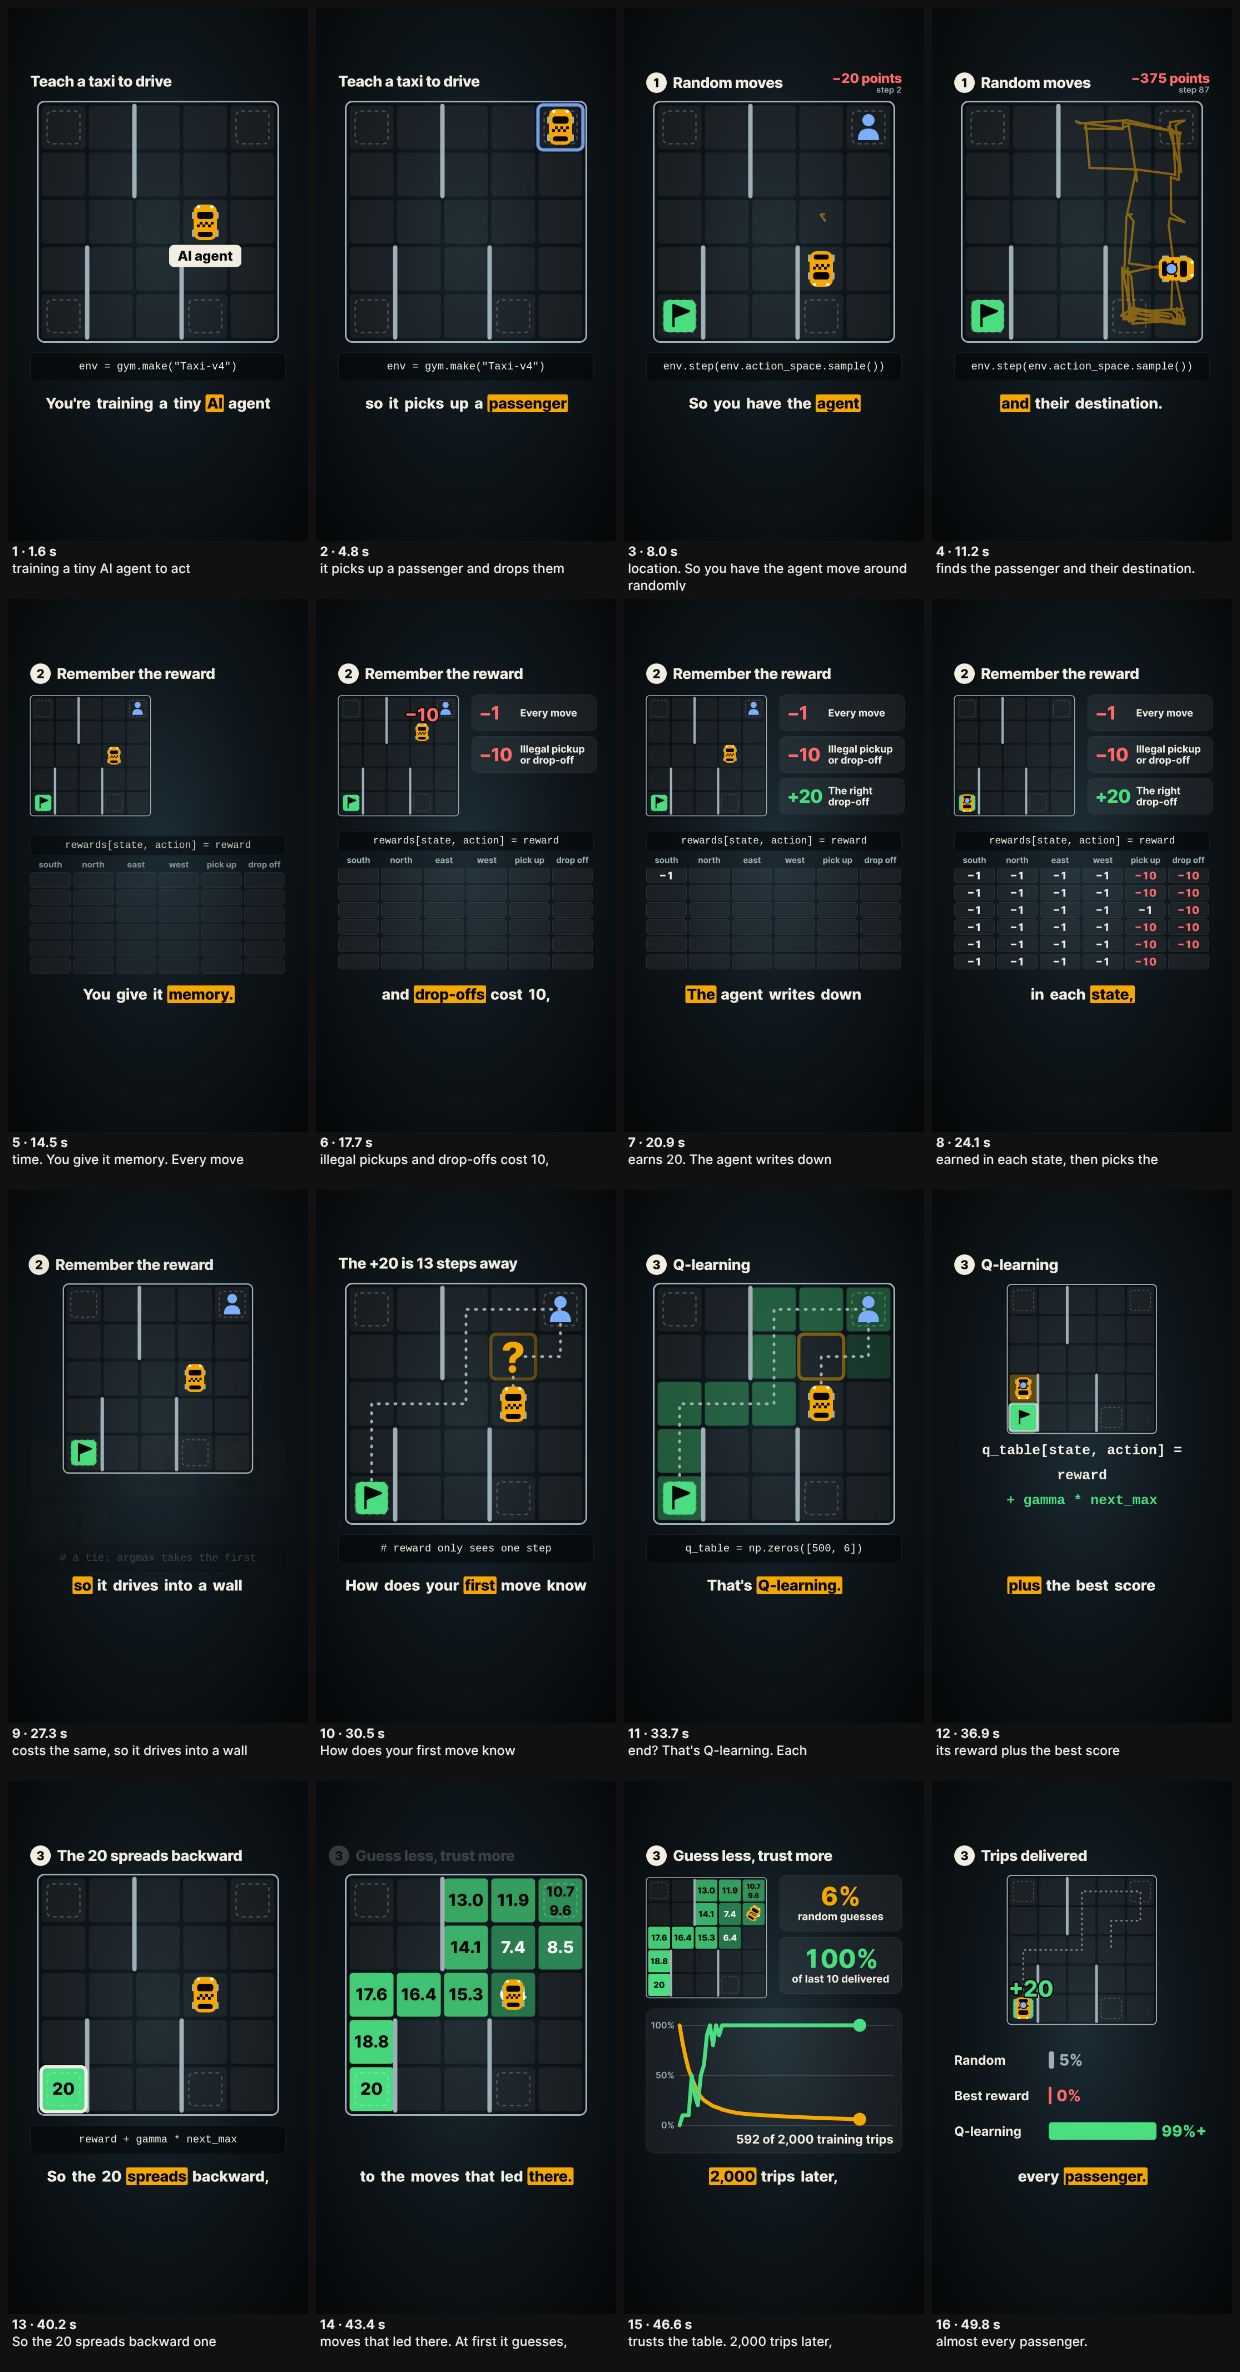 Teach a taxi to drive
AI agent
env = gym.make("Taxi-v4")
You're training a tiny AI agent
1 · 1.6 s
training a tiny AI agent to act
Teach a taxi to drive
env = gym.make("Taxi-v4")
so it picks up a passenger
2 · 4.8 s
it picks up a passenger and drops them
1 Random moves
−20 points
step 2
env.step(env.action_space.sample())
So you have the agent
3 · 8.0 s
location. So you have the agent move around
randomly
1 Random moves
−375 points
step 87
env.step(env.action_space.sample())
and their destination.
4 · 11.2 s
finds the passenger and their destination.
2 Remember the reward
rewards[state, action] = reward
south north east west pick up drop off
You give it memory.
5 · 14.5 s
time. You give it memory. Every move
2 Remember the reward
−10
−1 Every move
−10 Illegal pickup
or drop-off
rewards[state, action] = reward
south north east west pick up drop off
and drop-offs cost 10,
6 · 17.7 s
illegal pickups and drop-offs cost 10,
2 Remember the reward
−1 Every move
−10 Illegal pickup
or drop-off
+20 The right
drop-off
rewards[state, action] = reward
south north east west pick up drop off
−1
The agent writes down
7 · 20.9 s
earns 20. The agent writes down
2 Remember the reward
−1 Every move
−10 Illegal pickup
or drop-off
+20 The right
drop-off
rewards[state, action] = reward
south north east west pick up drop off
−1 −1 −1 −1 −10 −10
−1 −1 −1 −1 −10 −10
−1 −1 −1 −1 −1 −10
−1 −1 −1 −1 −10 −10
−1 −1 −1 −1 −10 −10
−1 −1 −1 −1 −10
in each state,
8 · 24.1 s
earned in each state, then picks the
2 Remember the reward
# a tie: argmax takes the first
so it drives into a wall
9 · 27.3 s
costs the same, so it drives into a wall
The +20 is 13 steps away
?
# reward only sees one step
How does your first move know
10 · 30.5 s
How does your first move know
3 Q-learning
q_table = np.zeros([500, 6])
That's Q-learning.
11 · 33.7 s
end? That's Q-learning. Each
3 Q-learning
q_table[state, action] =
reward
+ gamma * next_max
plus the best score
12 · 36.9 s
its reward plus the best score
3 The 20 spreads backward
20
reward + gamma * next_max
So the 20 spreads backward,
13 · 40.2 s
So the 20 spreads backward one
3 Guess less, trust more
13.0 11.9 10.7
9.6
14.1 7.4 8.5
17.6 16.4 15.3
18.8
20
to the moves that led there.
14 · 43.4 s
moves that led there. At first it guesses,
3 Guess less, trust more
13.0 11.9 10.7
9.6
14.1 7.4
17.6 16.4 15.3 6.4
18.8
20
6%
random guesses
100%
of last 10 delivered
100%
50%
0%
592 of 2,000 training trips
2,000 trips later,
15 · 46.6 s
trusts the table. 2,000 trips later,
3 Trips delivered
+20
Random 5%
Best reward 0%
Q-learning 99%+
every passenger.
16 · 49.8 s
almost every passenger.